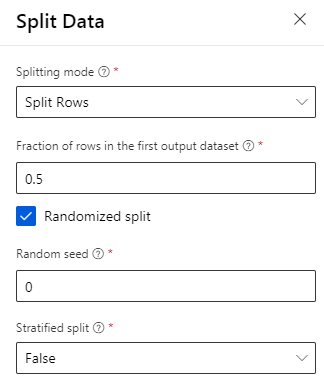 Split Data
Splitting mode *
Split Rows
Fraction of rows in the first output dataset *
0.5
Randomized split
Random seed *
0
Stratified split *
False